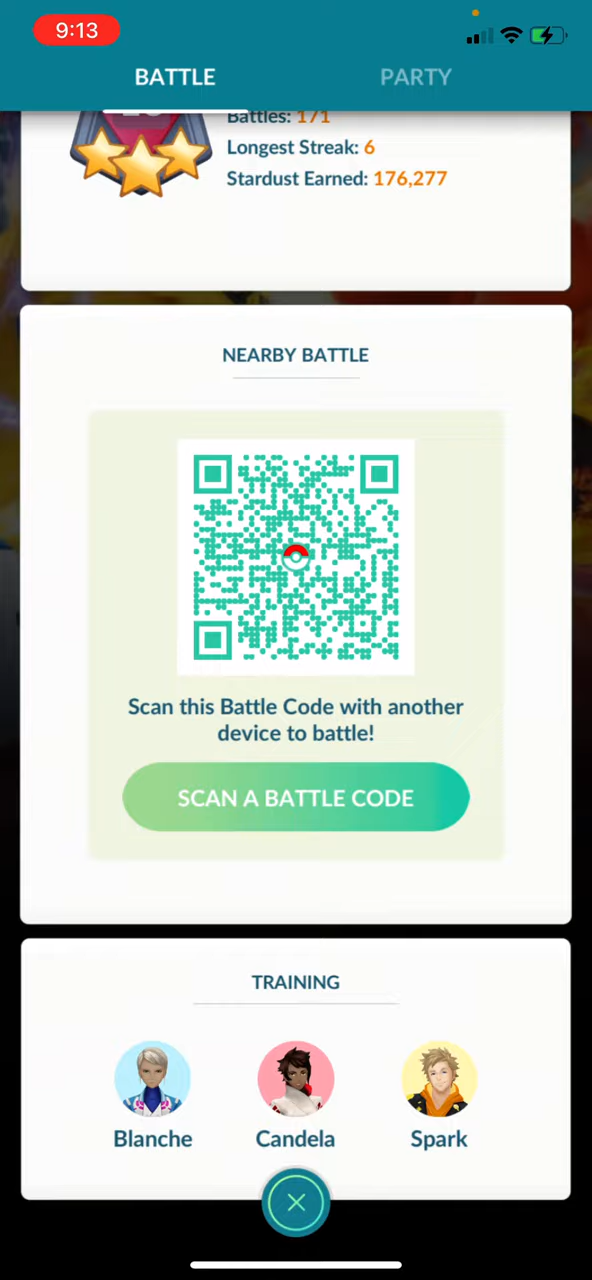 9:13
BATTLE
PARTY
Battles: 171
Longest Streak: 6
Stardust Earned: 176,277
NEARBY BATTLE
Scan this Battle Code with another
device to battle!
SCAN A BATTLE CODE
TRAINING
Blanche
Candela
Spark